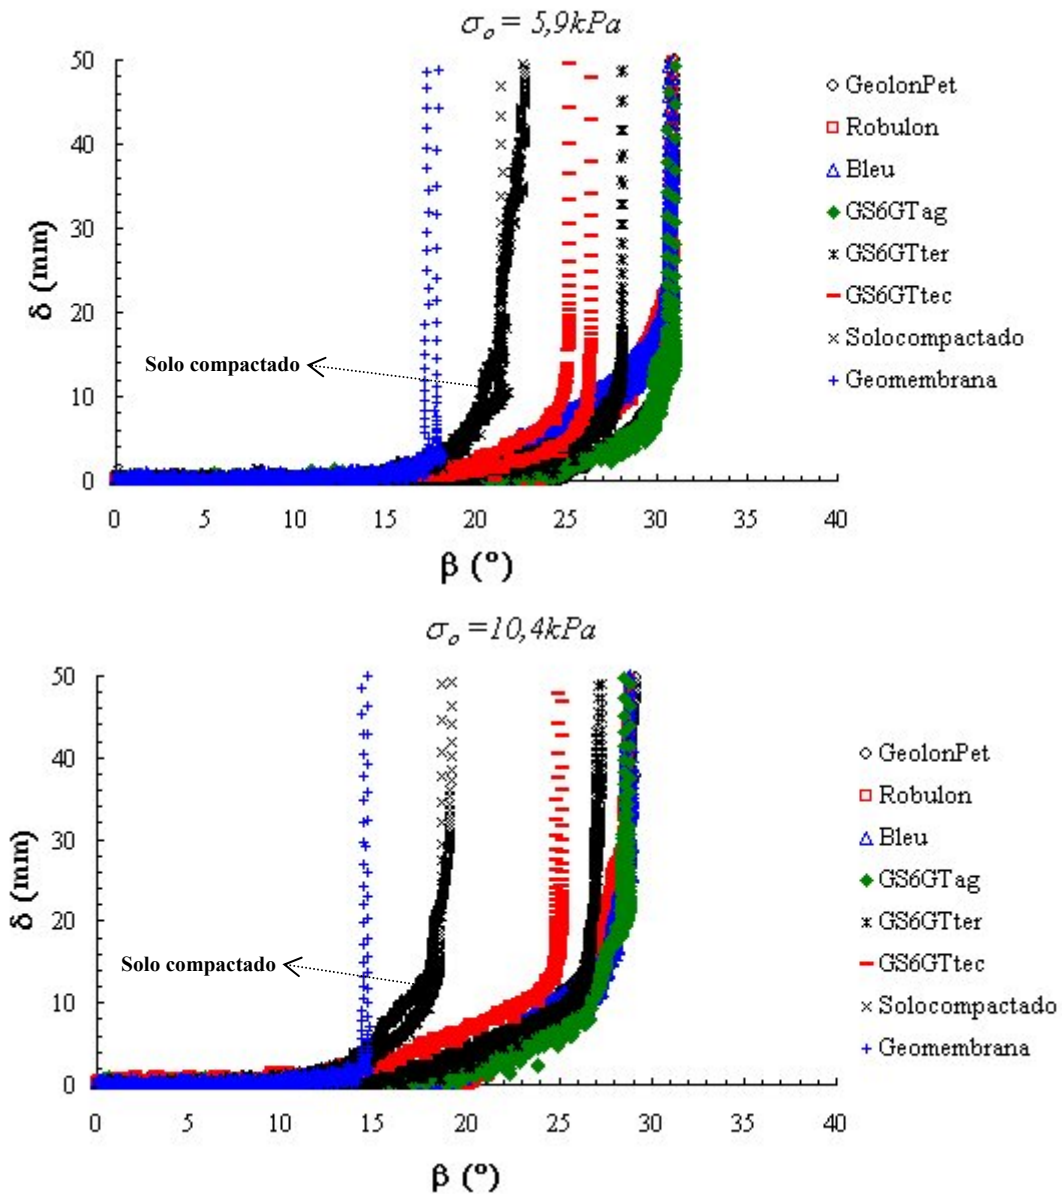 σo = 5,9kPa
50
40
30
20
10
0
δ (mm)
Solo compactado
0 5 10 15 20 25 30 35 40
β (º)
GeolonPet
Robulon
Bleu
GS6GTag
GS6GTter
GS6GTtec
Solocompactado
Geomembrana
σo =10,4kPa
50
40
30
20
10
0
δ (mm)
Solo compactado
0 5 10 15 20 25 30 35 40
β (º)
GeolonPet
Robulon
Bleu
GS6GTag
GS6GTter
GS6GTtec
Solocompactado
Geomembrana